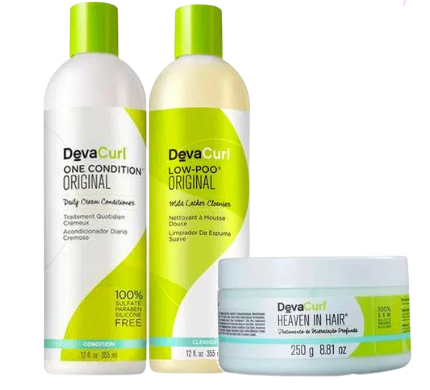 DevaCurl
ONE CONDITION®
ORIGINAL
Daily Cream Conditioner
Traitement Quotidien
Crémeux
Acondicionador Diario
Cremoso
100%
SULFATE
PARABEN
SILICONE
FREE
CONDITION
12 fl oz 355 ml
DevaCurl
LOW-POO®
ORIGINAL
Mild Lather Cleanser
Nettoyant à Mousse
Douce
Limpiador De Espuma
Suave
CLEANSE
12 fl oz 355
DevaCurl
HEAVEN IN HAIR®
Tratamento de Hidratação Profunda
250 g 8.81 oz
100%
SEM